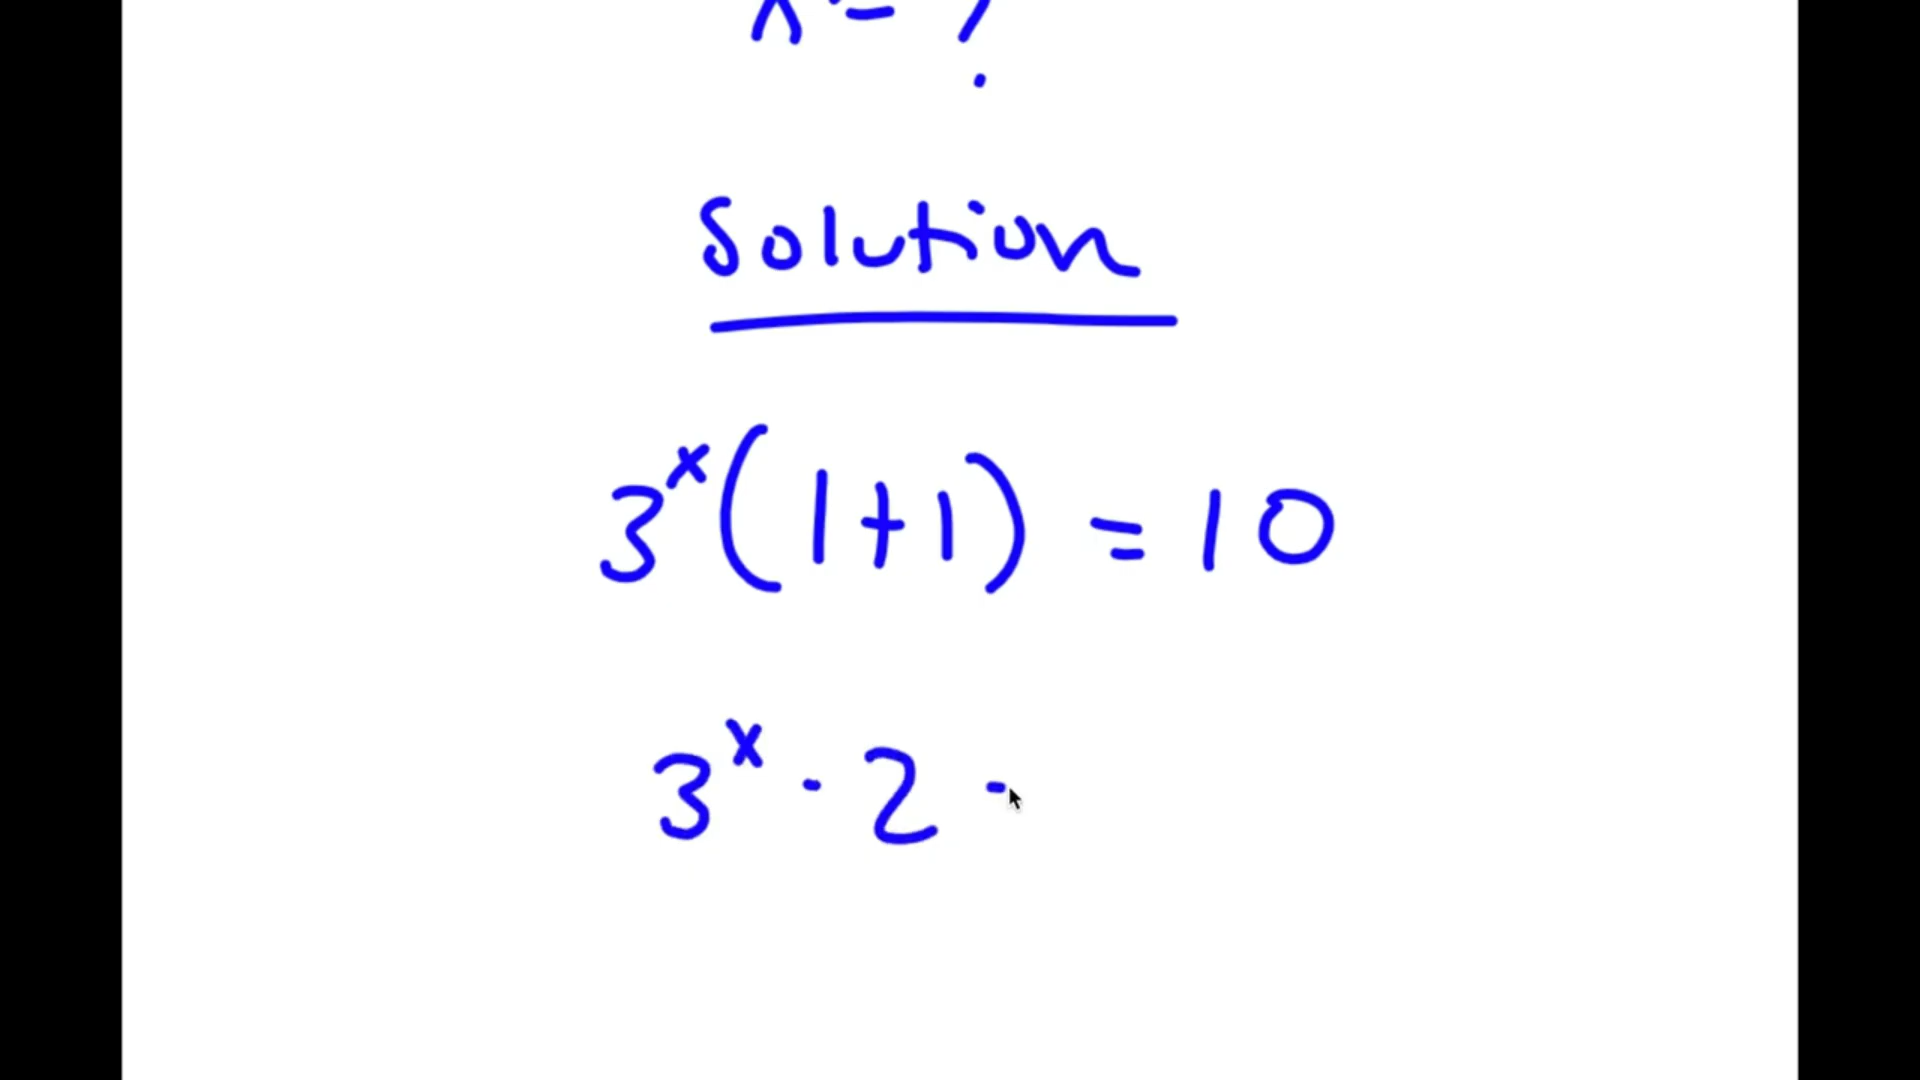 x = ?
Solution
3^x (1+1) = 10
3^x · 2 -